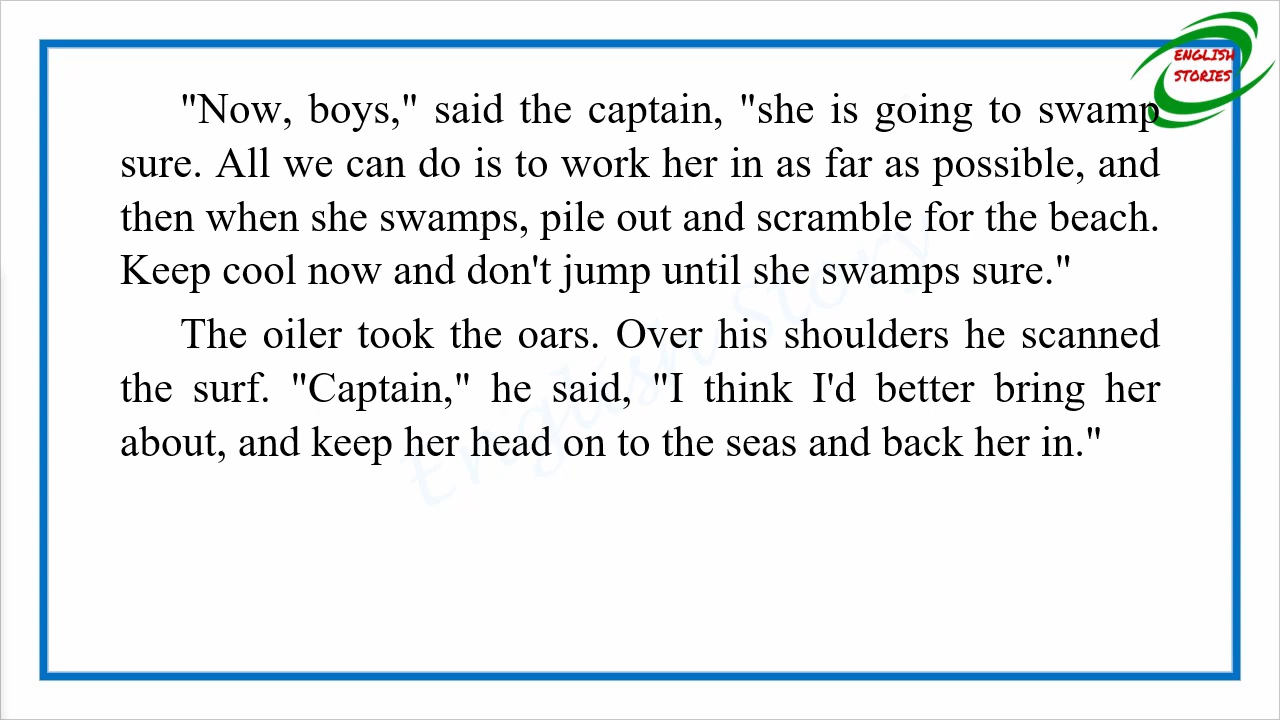 ENGLISH
STORIES
"Now, boys," said the captain, "she is going to swamp
sure. All we can do is to work her in as far as possible, and
then when she swamps, pile out and scramble for the beach.
Keep cool now and don't jump until she swamps sure."
The oiler took the oars. Over his shoulders he scanned
the surf. "Captain," he said, "I think I'd better bring her
about, and keep her head on to the seas and back her in."
English Story